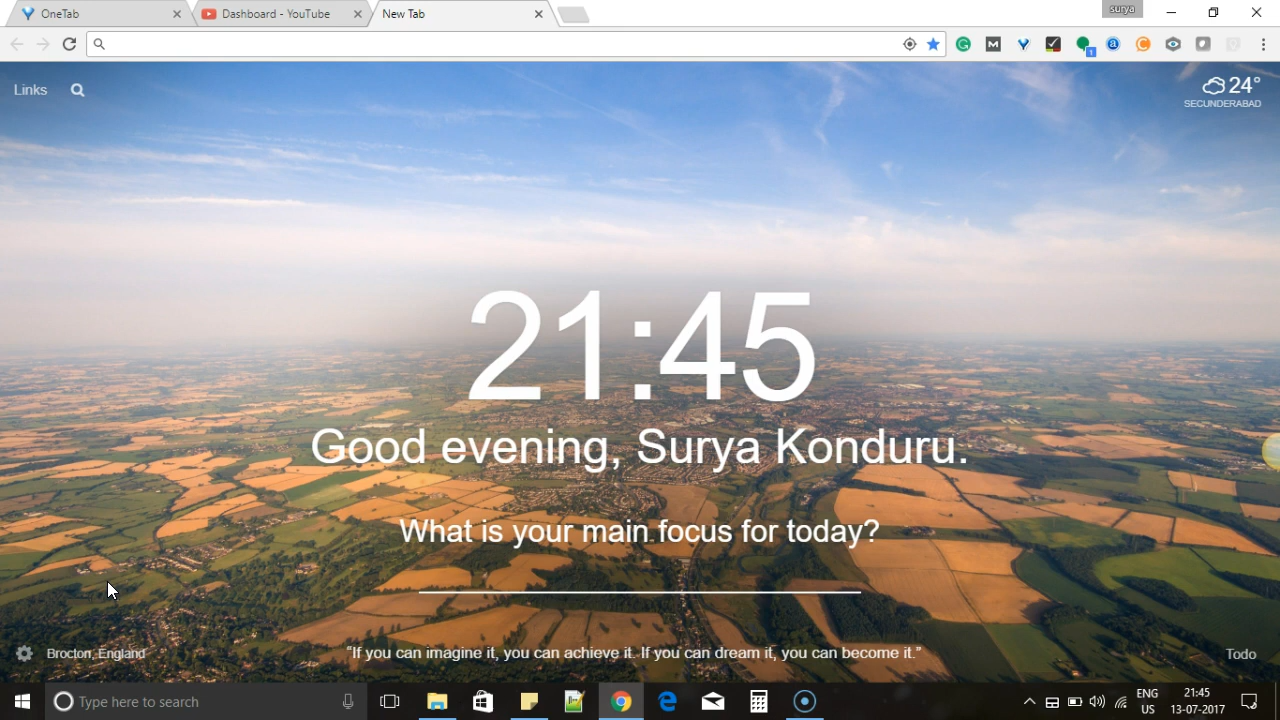 OneTab
Dashboard - YouTube
New Tab
surya
Links
24°
SECUNDERABAD
21:45
Good evening, Surya Konduru.
What is your main focus for today?
Brocton, England
“If you can imagine it, you can achieve it. If you can dream it, you can become it.”
Todo
Type here to search
ENG
US
21:45
13-07-2017